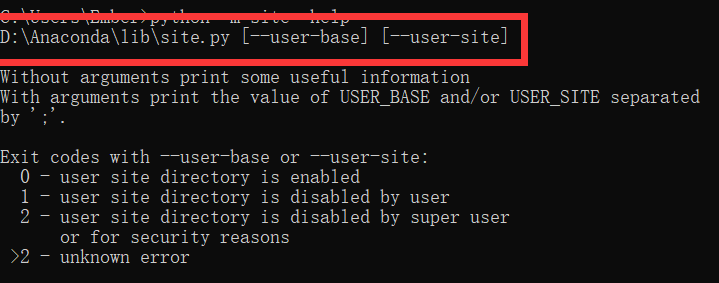 C:\Users\Ember>python -m site -help
D:\Anaconda\lib\site.py [--user-base] [--user-site]
Without arguments print some useful information
With arguments print the value of USER_BASE and/or USER_SITE separated
by ';'.
Exit codes with --user-base or --user-site:
0 - user site directory is enabled
1 - user site directory is disabled by user
2 - user site directory is disabled by super user
or for security reasons
>2 - unknown error